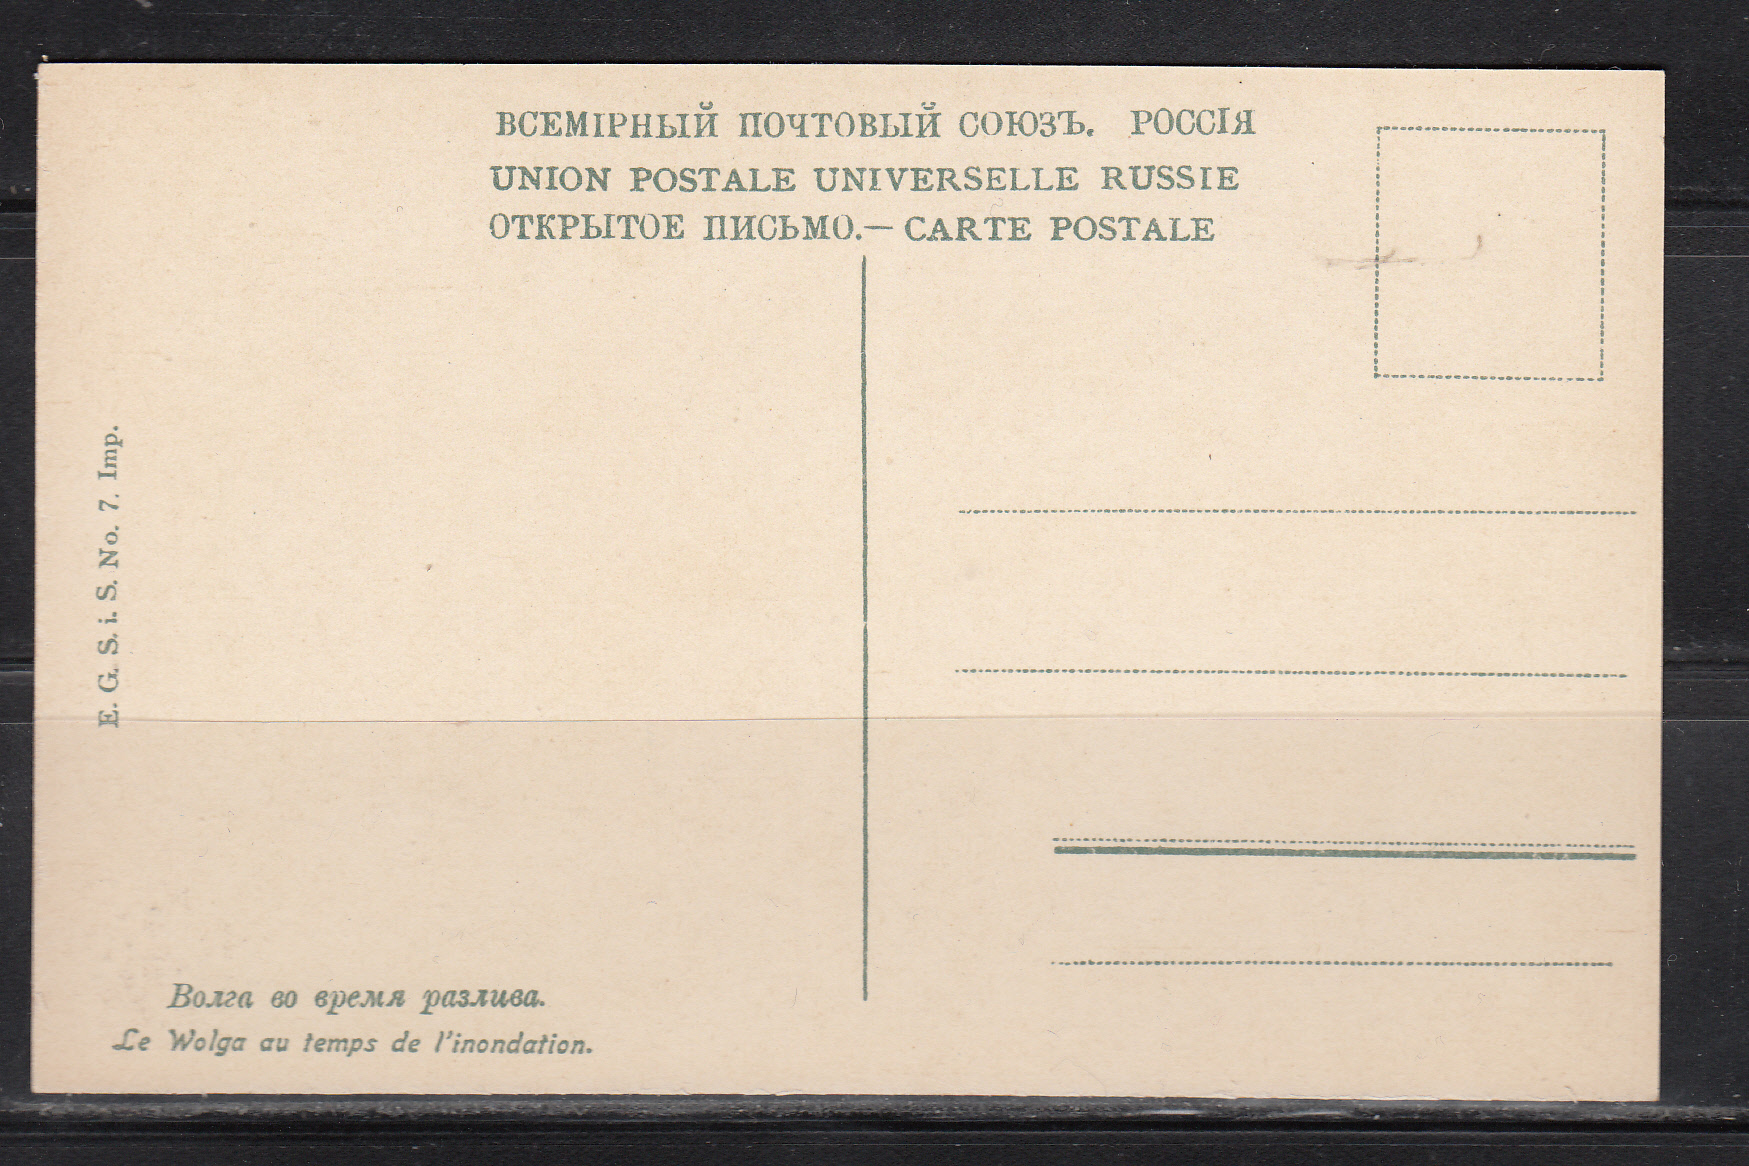 ВСЕМІРНЫЙ ПОЧТОВЫЙ СОЮЗЪ. РОССІЯ
UNION POSTALE UNIVERSELLE RUSSIE
ОТКРЫТОЕ ПИСЬМО.— CARTE POSTALE
E. G. S. i. S. No. 7. Imp.
Волга во время разлива.
Le Wolga au temps de l'inondation.